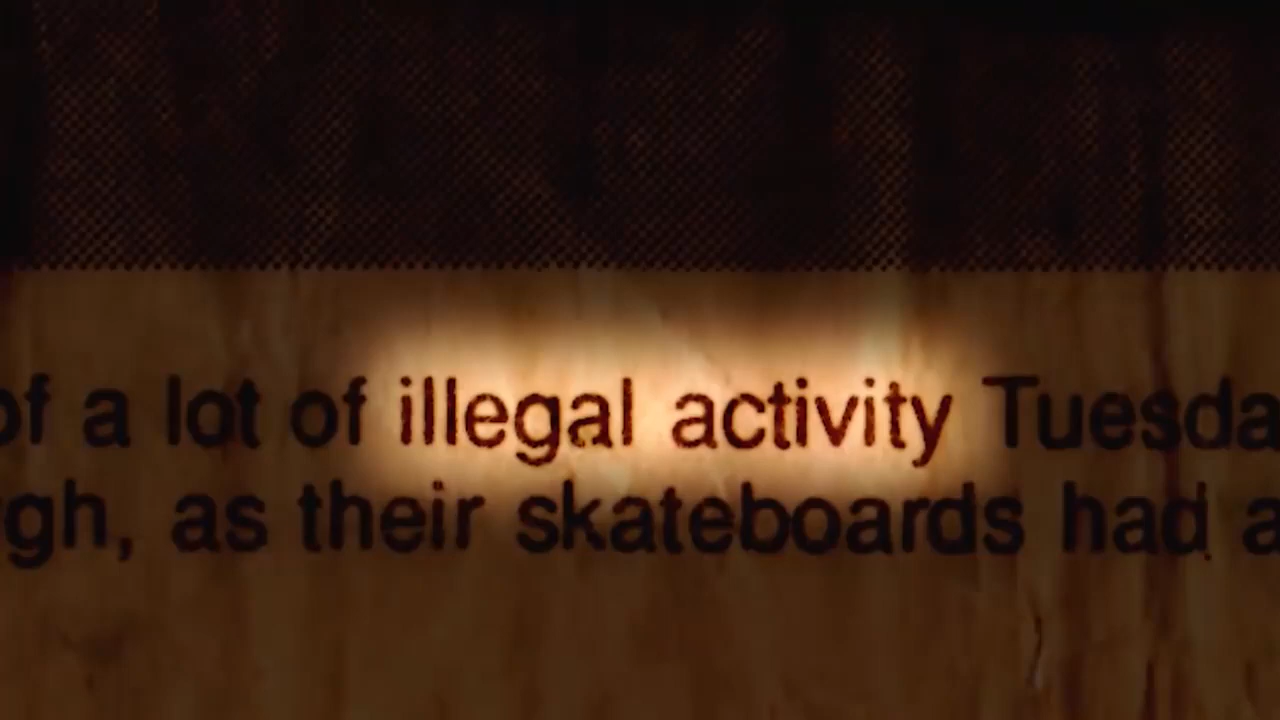 of a lot of illegal activity Tuesda
gh, as their skateboards had a